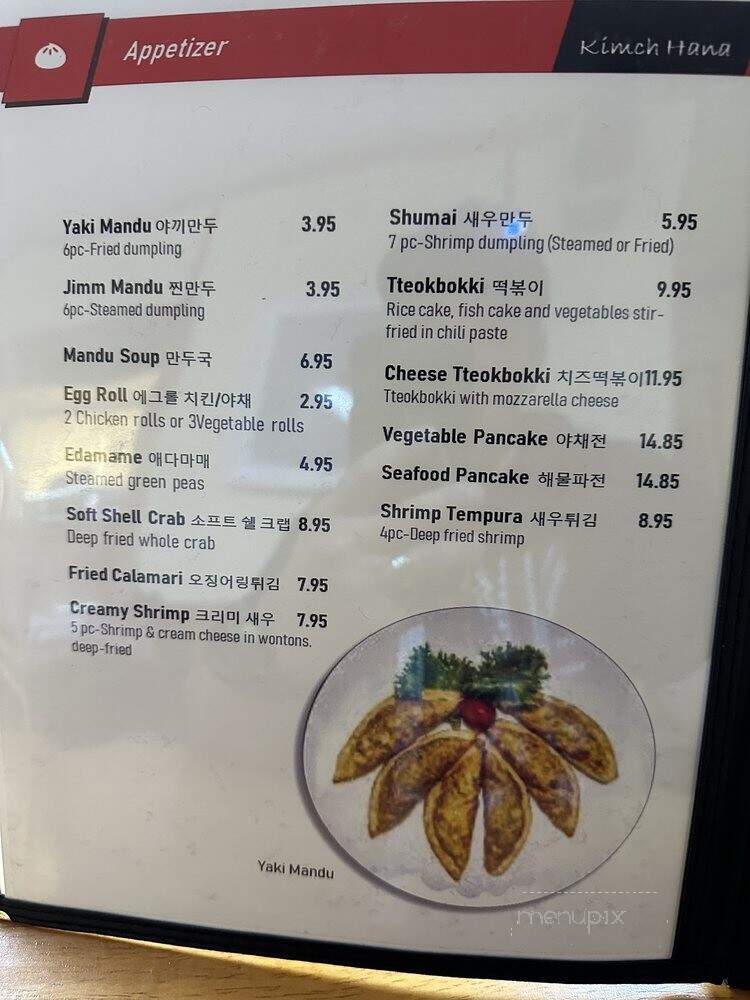 Appetizer
Kimch Hana
Yaki Mandu 야끼만두 3.95
6pc-Fried dumpling
Jimm Mandu 찐만두 3.95
6pc-Steamed dumpling
Mandu Soup 만두국 6.95
Egg Roll 에그롤 치킨/야채 2.95
2 Chicken rolls or 3Vegetable rolls
Edamame 애다마매 4.95
Steamed green peas
Soft Shell Crab 소프트 쉘 크랩 8.95
Deep fried whole crab
Fried Calamari 오징어링튀김 7.95
Creamy Shrimp 크리미 새우 7.95
5 pc-Shrimp & cream cheese in wontons.
deep-fried
Shumai 새우만두 5.95
7 pc-Shrimp dumpling (Steamed or Fried)
Tteokbokki 떡볶이 9.95
Rice cake, fish cake and vegetables stir-
fried in chili paste
Cheese Tteokbokki 치즈떡볶이 11.95
Tteokbokki with mozzarella cheese
Vegetable Pancake 야채전 14.85
Seafood Pancake 해물파전 14.85
Shrimp Tempura 새우튀김 8.95
4pc-Deep fried shrimp
Yaki Mandu
menupix